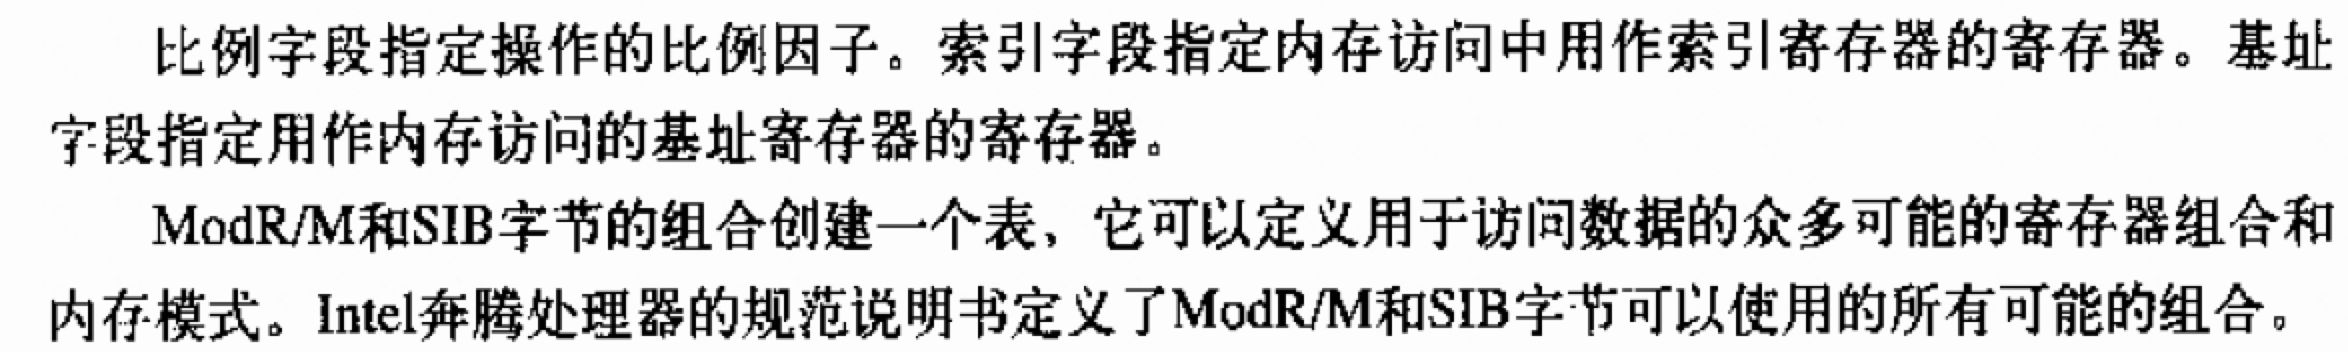 比例字段指定操作的比例因子。索引字段指定内存访问中用作索引寄存器的寄存器。基址
字段指定用作内存访问的基址寄存器的寄存器。
ModR/M和SIB字节的组合创建一个表，它可以定义用于访问数据的众多可能的寄存器组合和
内存模式。Intel奔腾处理器的规范说明书定义了ModR/M和SIB字节可以使用的所有可能的组合。